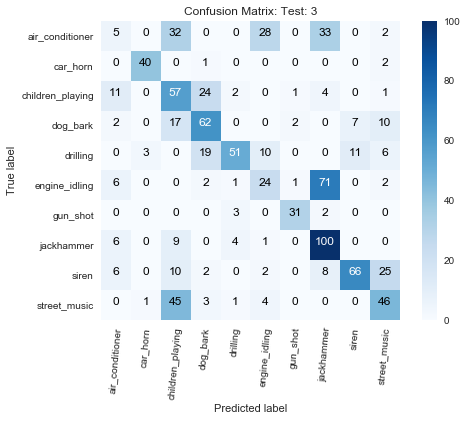 Confusion Matrix: Test: 3
True label
air_conditioner 5 0 32 0 0 28 0 33 0 2
car_horn 0 40 0 1 0 0 0 0 0 2
children_playing 11 0 57 24 2 0 1 4 0 1
dog_bark 2 0 17 62 0 0 2 0 7 10
drilling 0 3 0 19 51 10 0 0 11 6
engine_idling 6 0 0 2 1 24 1 71 0 2
gun_shot 0 0 0 0 3 0 31 2 0 0
jackhammer 6 0 9 0 4 1 0 100 0 0
siren 6 0 10 2 0 2 0 8 66 25
street_music 0 1 45 3 1 4 0 0 0 46
air_conditioner car_horn children_playing dog_bark drilling engine_idling gun_shot jackhammer siren street_music
Predicted label
100
80
60
40
20
0